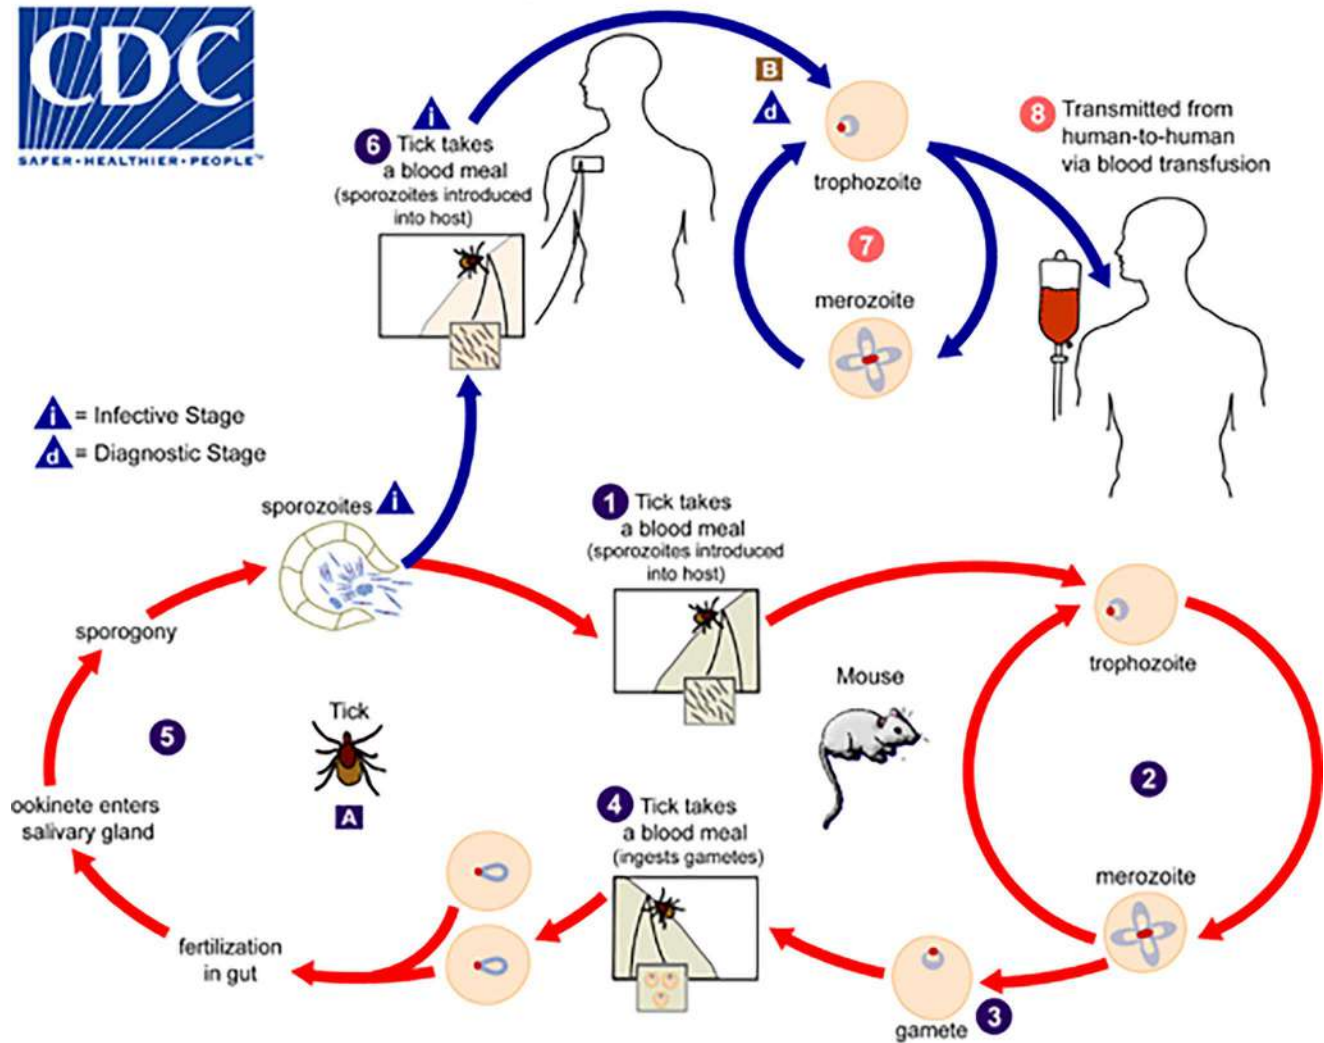 CDC
SAFER•HEALTHIER•PEOPLE™
i
6 Tick takes
a blood meal
(sporozoites introduced
into host)
B
d
trophozoite
7
merozoite
8 Transmitted from
human-to-human
via blood transfusion
i = Infective Stage
d = Diagnostic Stage
sporozoites i
1 Tick takes
a blood meal
(sporozoites introduced
into host)
sporogony
trophozoite
Mouse
Tick
5
2
A
4 Tick takes
a blood meal
(ingests gametes)
ookinete enters
salivary gland
merozoite
fertilization
in gut
gamete 3